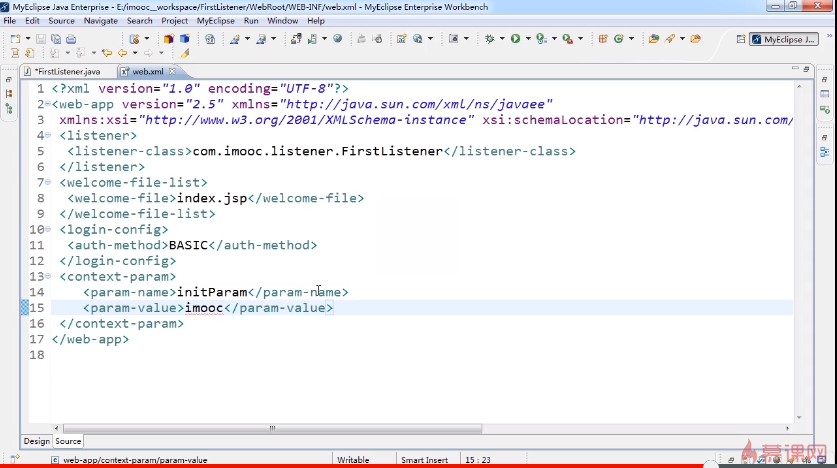 MyEclipse Java Enterprise - E:/imooc__workspace/FirstListener/WebRoot/WEB-INF/web.xml - MyEclipse Enterprise Workbench
File Edit Source Navigate Search Project MyEclipse Run Window Help
MyEclipse J...
*FirstListener.java web.xml
1 <?xml version="1.0" encoding="UTF-8"?>
2 <web-app version="2.5" xmlns="http://java.sun.com/xml/ns/javaee"
3 xmlns:xsi="http://www.w3.org/2001/XMLSchema-instance" xsi:schemaLocation="http://java.sun.com/xml/
4 <listener>
5 <listener-class>com.imooc.listener.FirstListener</listener-class>
6 </listener>
7 <welcome-file-list>
8 <welcome-file>index.jsp</welcome-file>
9 </welcome-file-list>
10 <login-config>
11 <auth-method>BASIC</auth-method>
12 </login-config>
13 <context-param>
14 <param-name>initParam</param-name>
15 <param-value>imooc</param-value>
16 </context-param>
17 </web-app>
18
Design Source
web-app/context-param/param-value Writable Smart Insert 15 : 23
慕课网